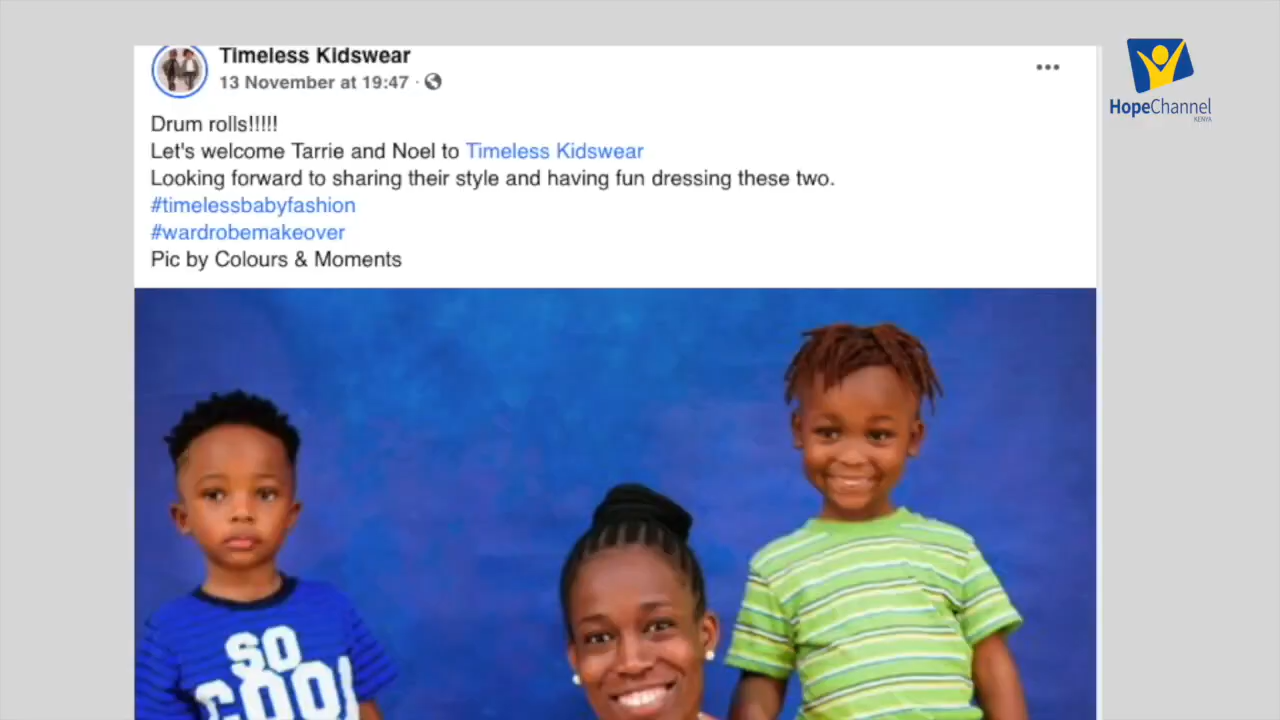 Timeless Kidswear
13 November at 19:47 ·
Drum rolls!!!!!
Let's welcome Tarrie and Noel to Timeless Kidswear
Looking forward to sharing their style and having fun dressing these two.
#timelessbabyfashion
#wardrobemakeover
Pic by Colours & Moments
HopeChannel
KENYA
SO
COOL